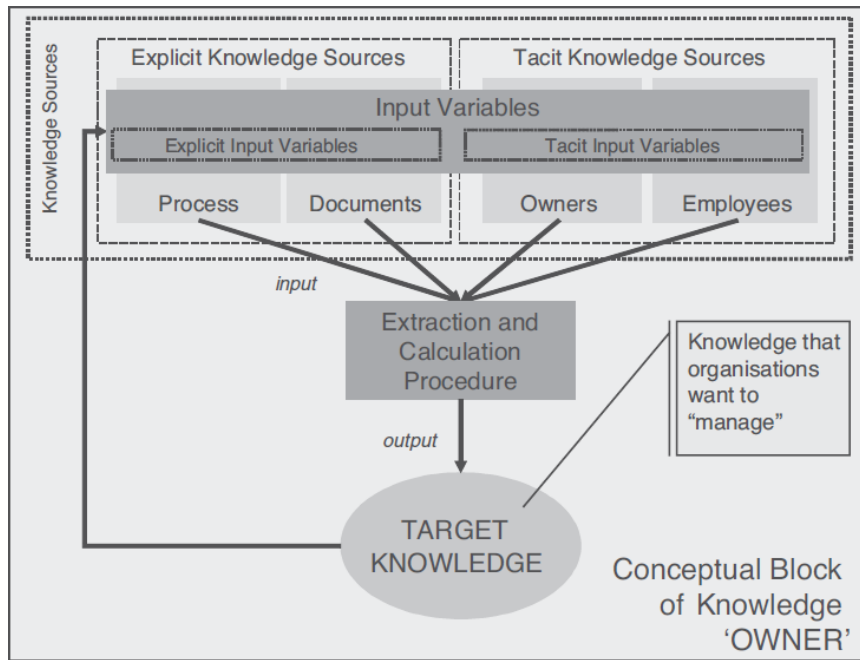 Knowledge Sources
Explicit Knowledge Sources
Tacit Knowledge Sources
Input Variables
Explicit Input Variables
Tacit Input Variables
Process
Documents
Owners
Employees
input
Extraction and
Calculation
Procedure
Knowledge that
organisations
want to
“manage”
output
TARGET
KNOWLEDGE
Conceptual Block
of Knowledge
‘OWNER’